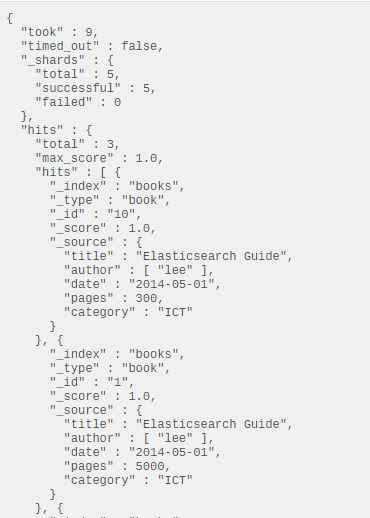 {
  "took" : 9,
  "timed_out" : false,
  "_shards" : {
    "total" : 5,
    "successful" : 5,
    "failed" : 0
  },
  "hits" : {
    "total" : 3,
    "max_score" : 1.0,
    "hits" : [ {
      "_index" : "books",
      "_type" : "book",
      "_id" : "10",
      "_score" : 1.0,
      "_source" : {
        "title" : "Elasticsearch Guide",
        "author" : [ "lee" ],
        "date" : "2014-05-01",
        "pages" : 300,
        "category" : "ICT"
      }
    }, {
      "_index" : "books",
      "_type" : "book",
      "_id" : "1",
      "_score" : 1.0,
      "_source" : {
        "title" : "Elasticsearch Guide",
        "author" : [ "lee" ],
        "date" : "2014-05-01",
        "pages" : 5000,
        "category" : "ICT"
      }
    }, {